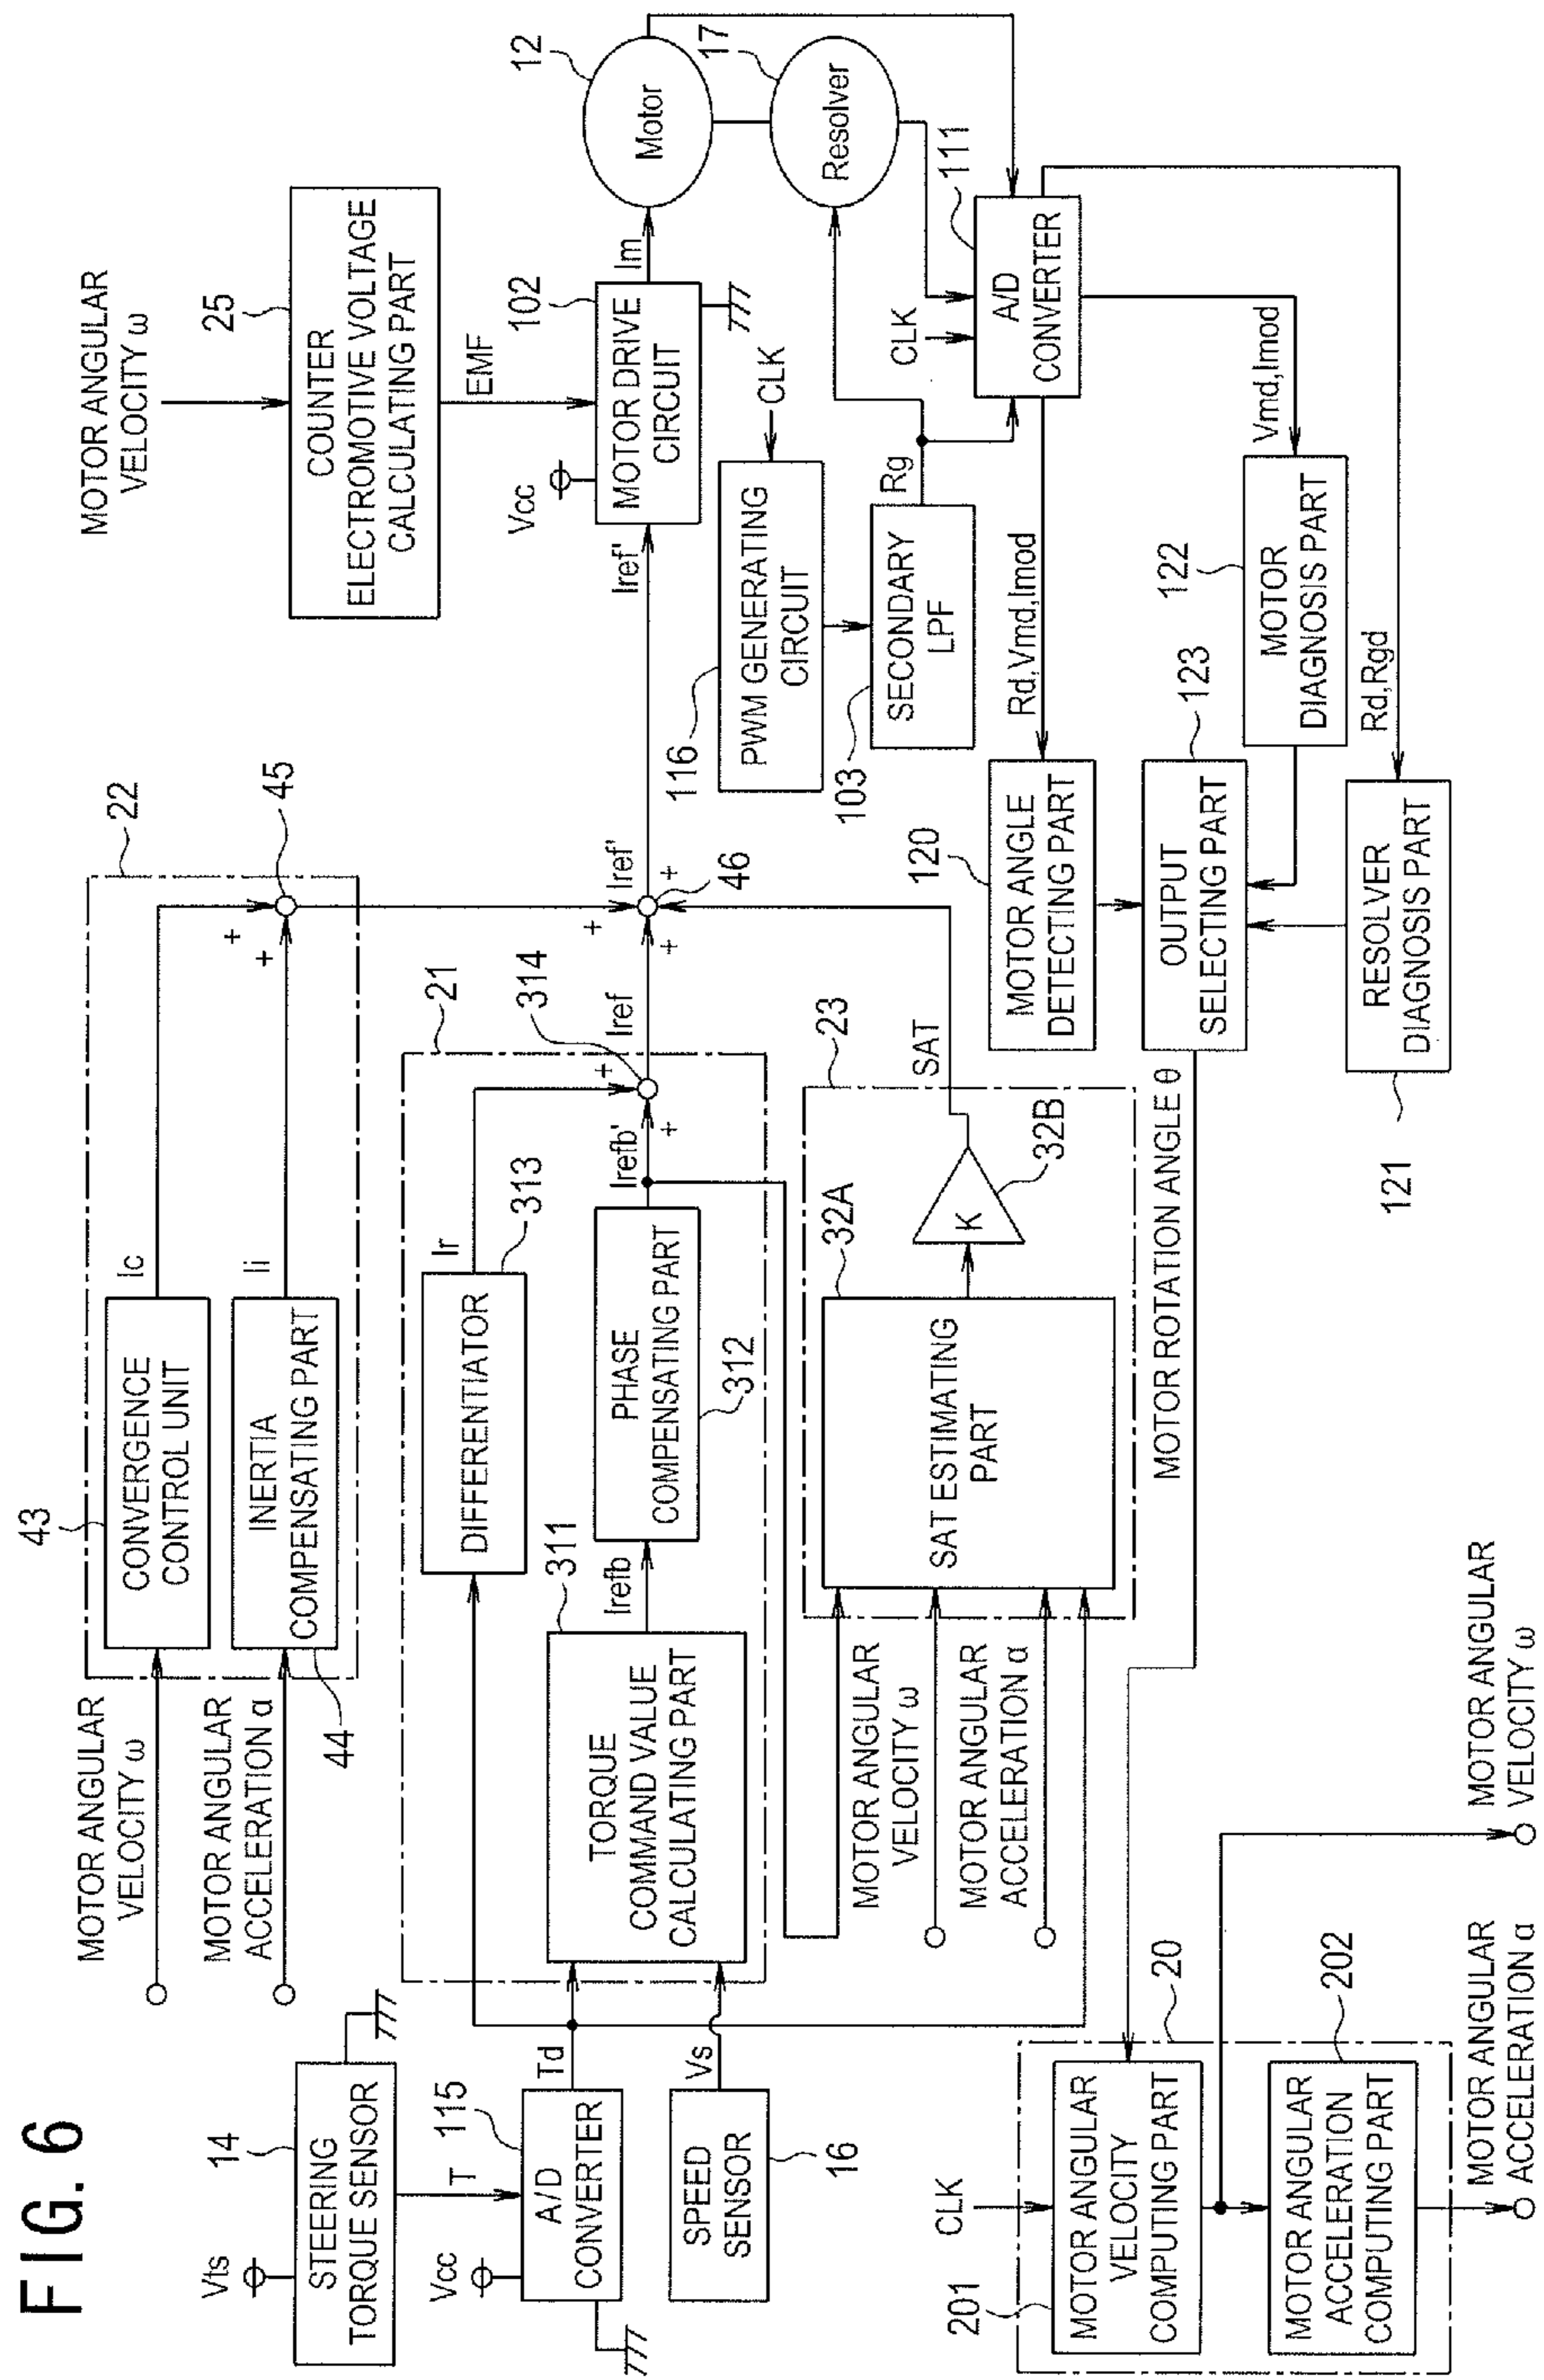 FIG. 6
MOTOR ANGULAR
VELOCITY ω
MOTOR ANGULAR
ACCELERATION α
43
CONVERGENCE
CONTROL UNIT
Ic
INERTIA
COMPENSATING PART
44
Ii
22
+
+
45
MOTOR ANGULAR
VELOCITY ω
25
COUNTER
ELECTROMOTIVE VOLTAGE
CALCULATING PART
EMF
Vts
14
STEERING
TORQUE SENSOR
T
Vcc
115
A/D
CONVERTER
Td
SPEED
SENSOR
16
Vs
TORQUE
COMMAND VALUE
CALCULATING PART
311
Irefb
DIFFERENTIATOR
313
Ir
PHASE
COMPENSATING PART
312
Irefb'
21
314
+
+
Iref
+
+
+
46
Iref'
Iref'
Vcc
102
MOTOR DRIVE
CIRCUIT
Im
12
Motor
17
Resolver
116
PWM GENERATING
CIRCUIT
CLK
103
SECONDARY
LPF
Rg
CLK
111
A/D
CONVERTER
MOTOR ANGULAR
VELOCITY ω
MOTOR ANGULAR
ACCELERATION α
SAT ESTIMATING
PART
32A
K
32B
23
SAT
120
MOTOR ANGLE
DETECTING PART
Rd,Vmd,Imod
OUTPUT
SELECTING PART
123
122
MOTOR
DIAGNOSIS PART
Vmd,Imod
RESOLVER
DIAGNOSIS PART
121
Rd,Rgd
MOTOR ROTATION ANGLE θ
CLK
201
MOTOR ANGULAR
VELOCITY
COMPUTING PART
20
MOTOR ANGULAR
ACCELERATION
COMPUTING PART
202
MOTOR ANGULAR
ACCELERATION α
MOTOR ANGULAR
VELOCITY ω